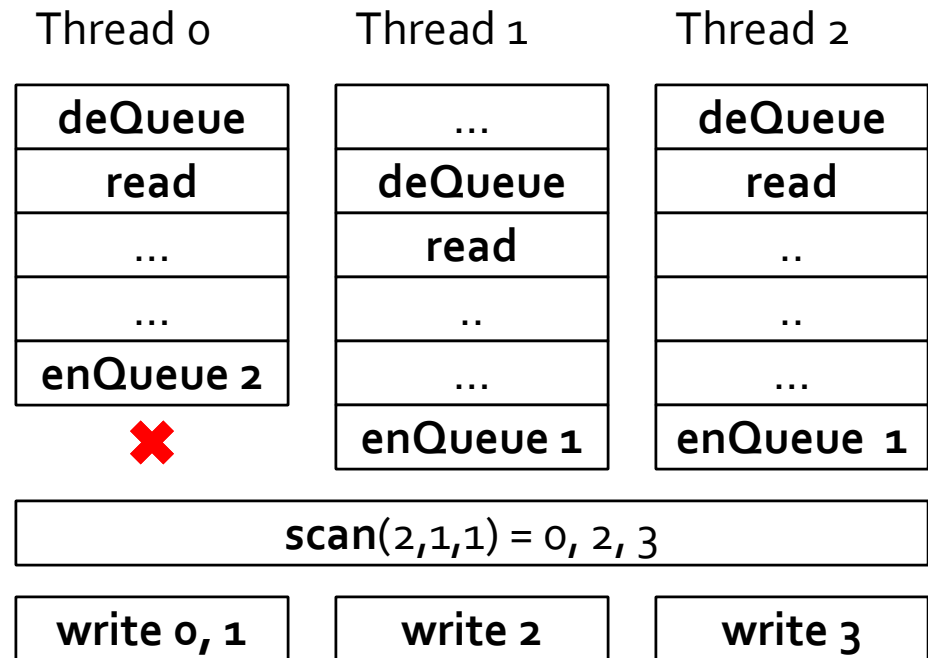 Thread 0 Thread 1 Thread 2
deQueue ... deQueue
read deQueue read
... read ..
... .. ..
enQueue 2 ... ...
enQueue 1 enQueue 1
scan(2,1,1) = 0, 2, 3
write 0, 1 write 2 write 3